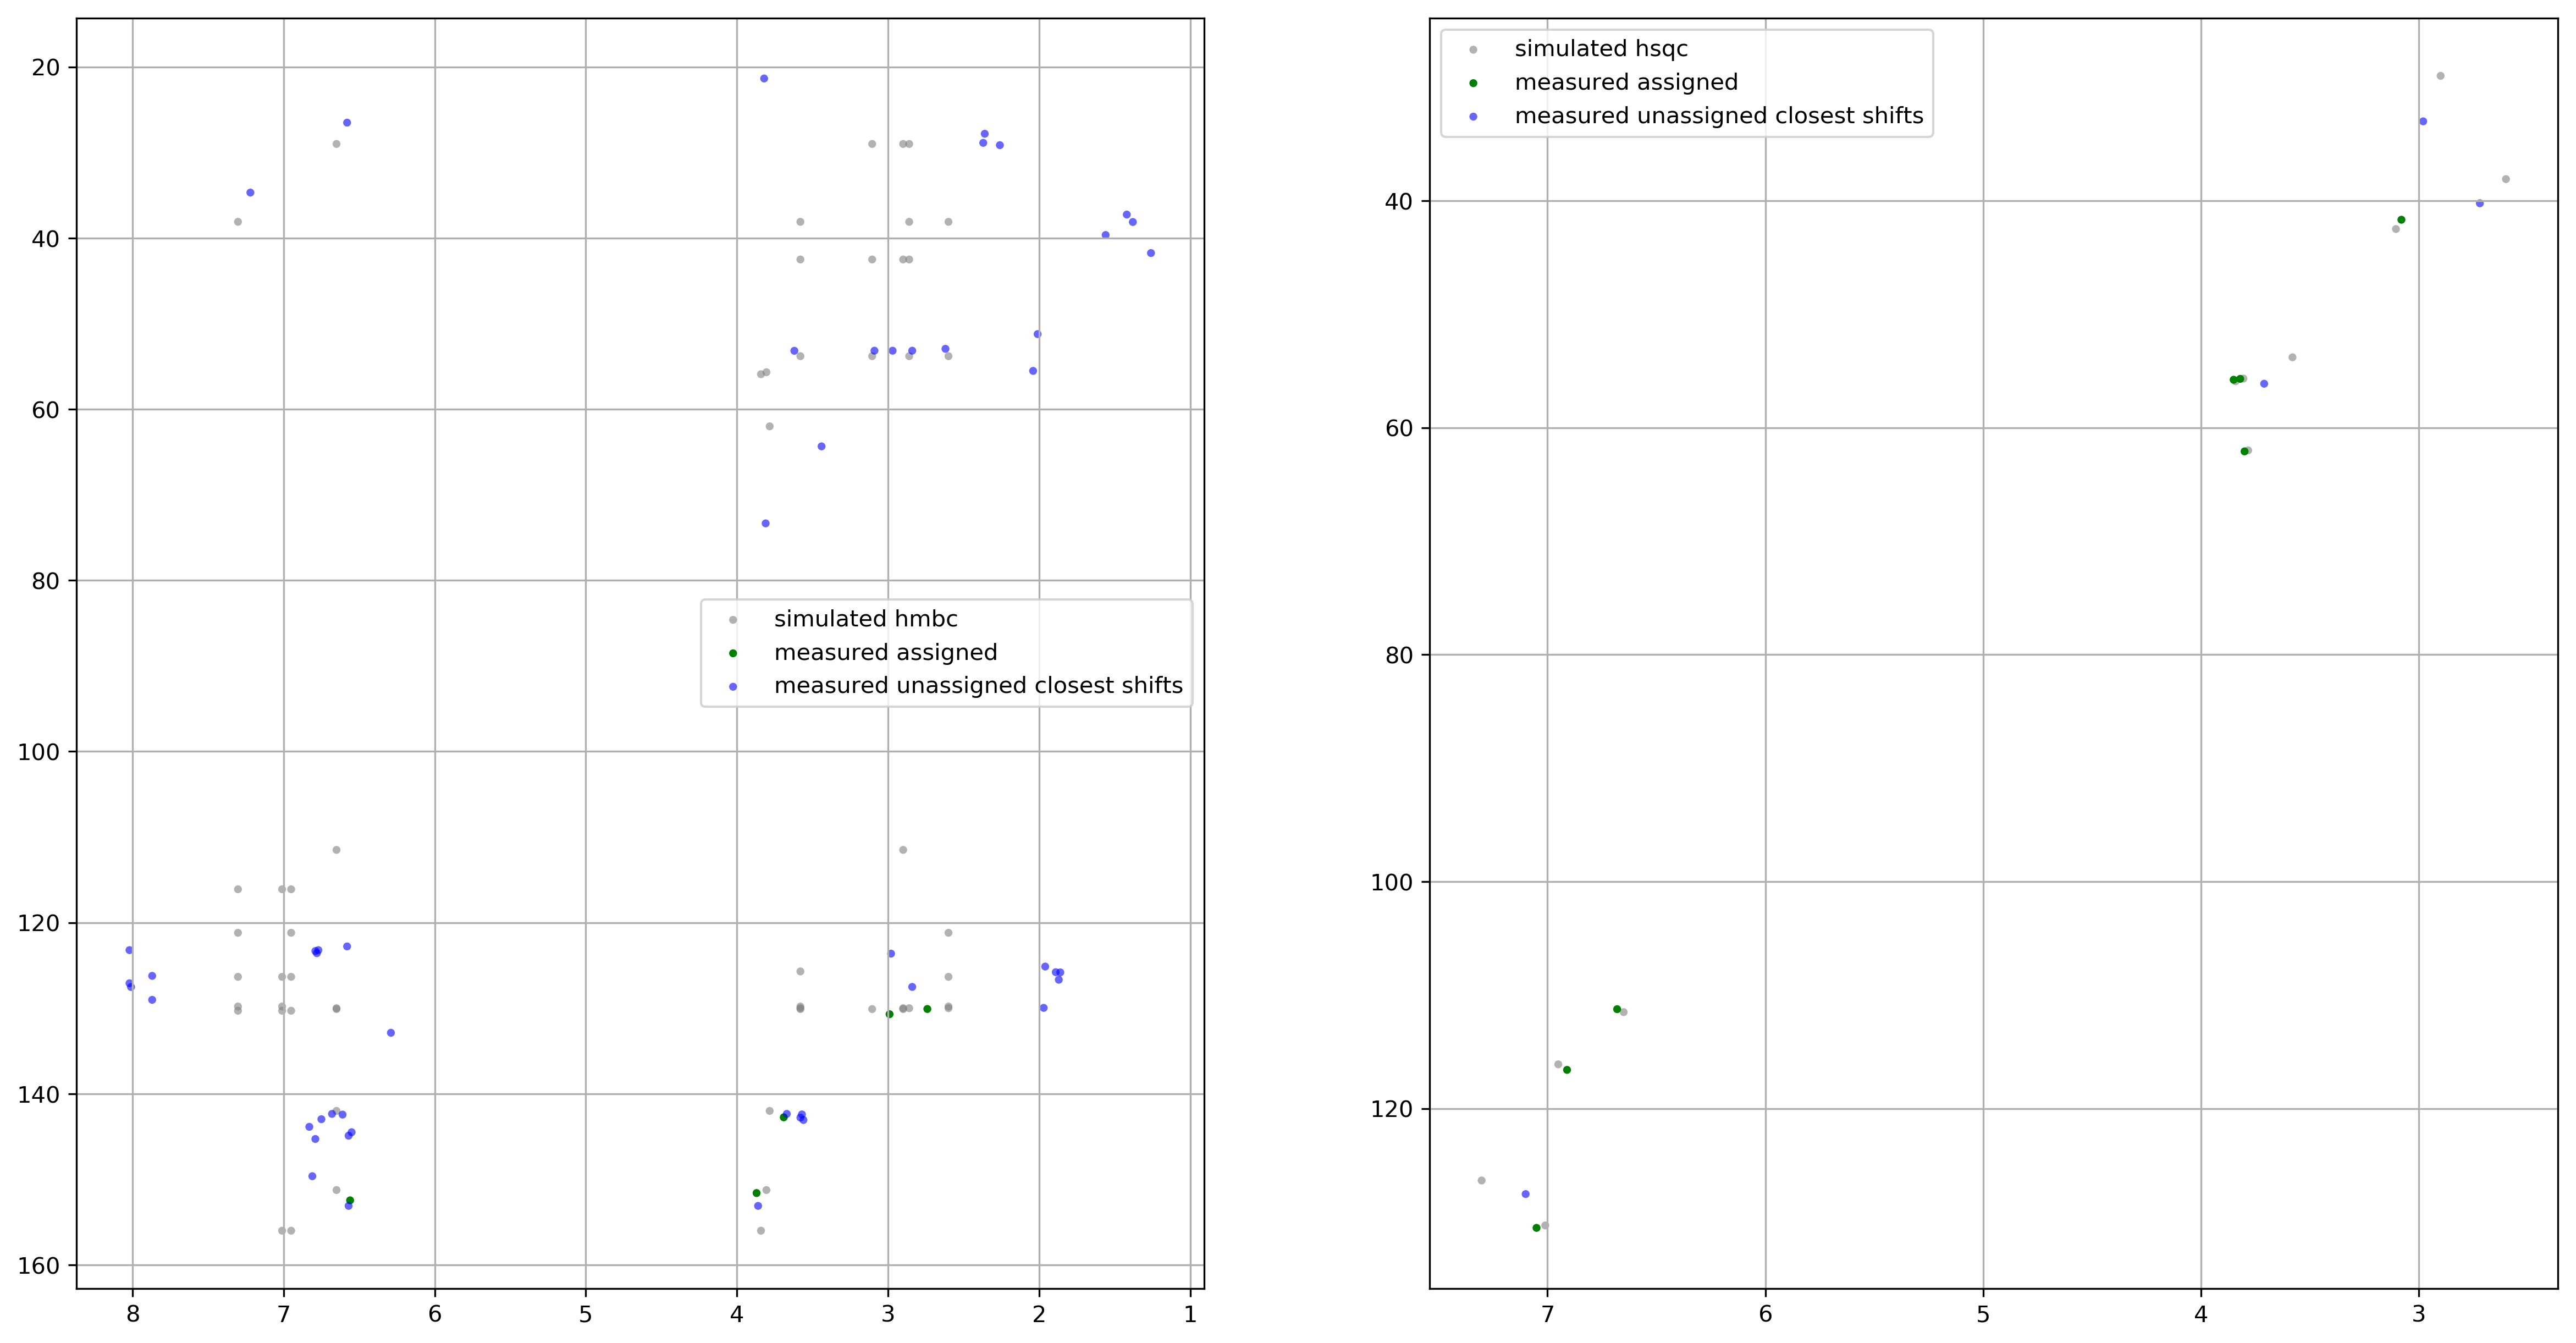 20
40
60
80
100
120
140
160
8 7 6 5 4 3 2 1
simulated hmbc
measured assigned
measured unassigned closest shifts
simulated hsqc
measured assigned
measured unassigned closest shifts
40
60
80
100
120
7 6 5 4 3